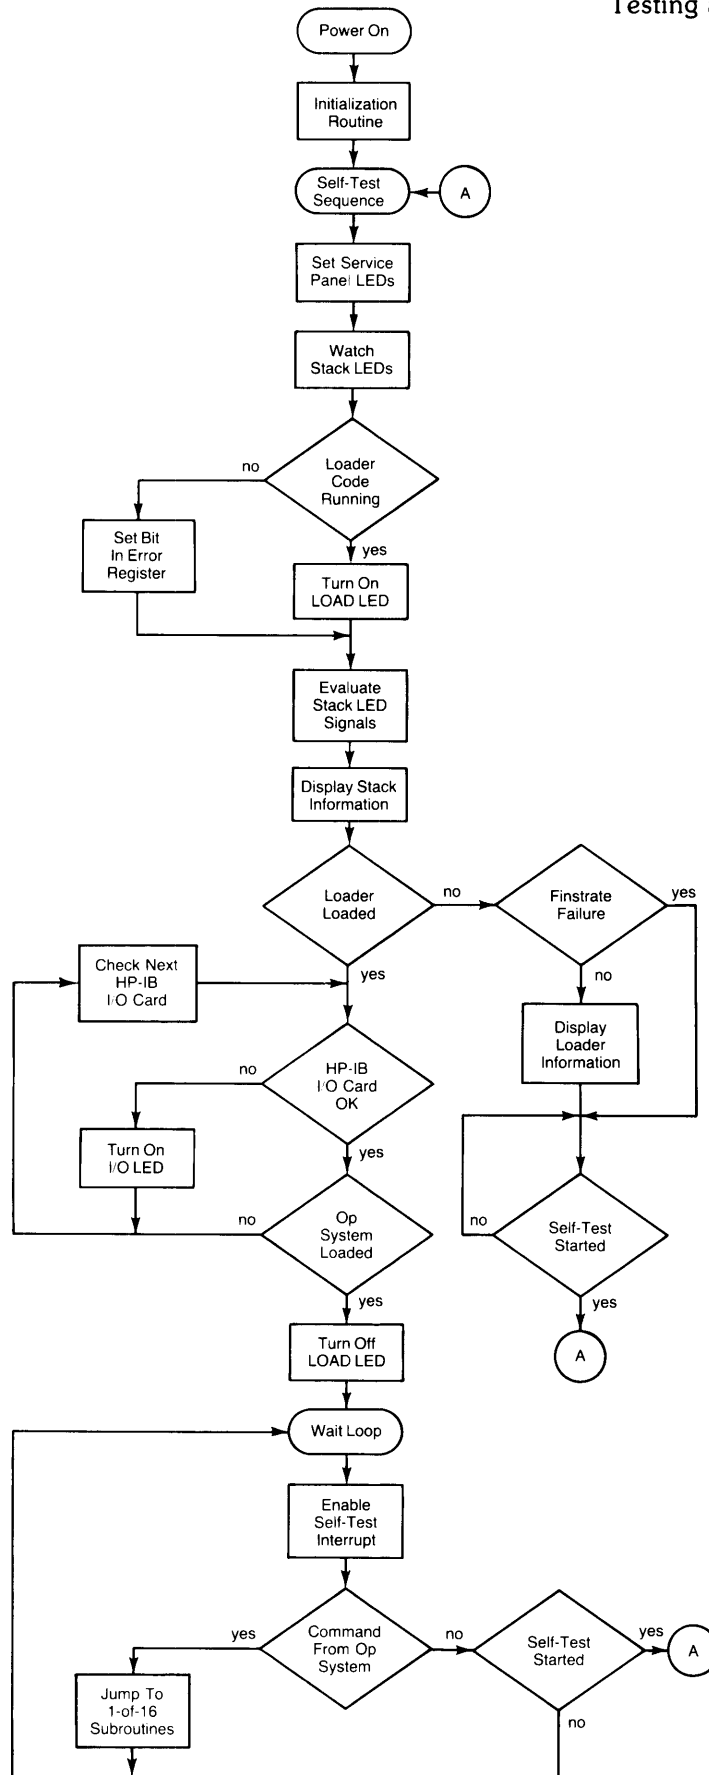 Testing
Power On
Initialization
Routine
Self-Test
Sequence
A
Set Service
Panel LEDs
Watch
Stack LEDs
Loader
Code
Running
no
yes
Set Bit
In Error
Register
Turn On
LOAD LED
Evaluate
Stack LED
Signals
Display Stack
Information
Loader
Loaded
no
Finstrate
Failure
yes
yes
no
Check Next
HP-IB
I/O Card
Display
Loader
Information
HP-IB
I/O Card
OK
no
yes
Turn On
I/O LED
Op
System
Loaded
no
yes
Self-Test
Started
no
yes
A
Turn Off
LOAD LED
Wait Loop
Enable
Self-Test
Interrupt
Command
From Op
System
yes
no
Self-Test
Started
yes
A
no
Jump To
1-of-16
Subroutines